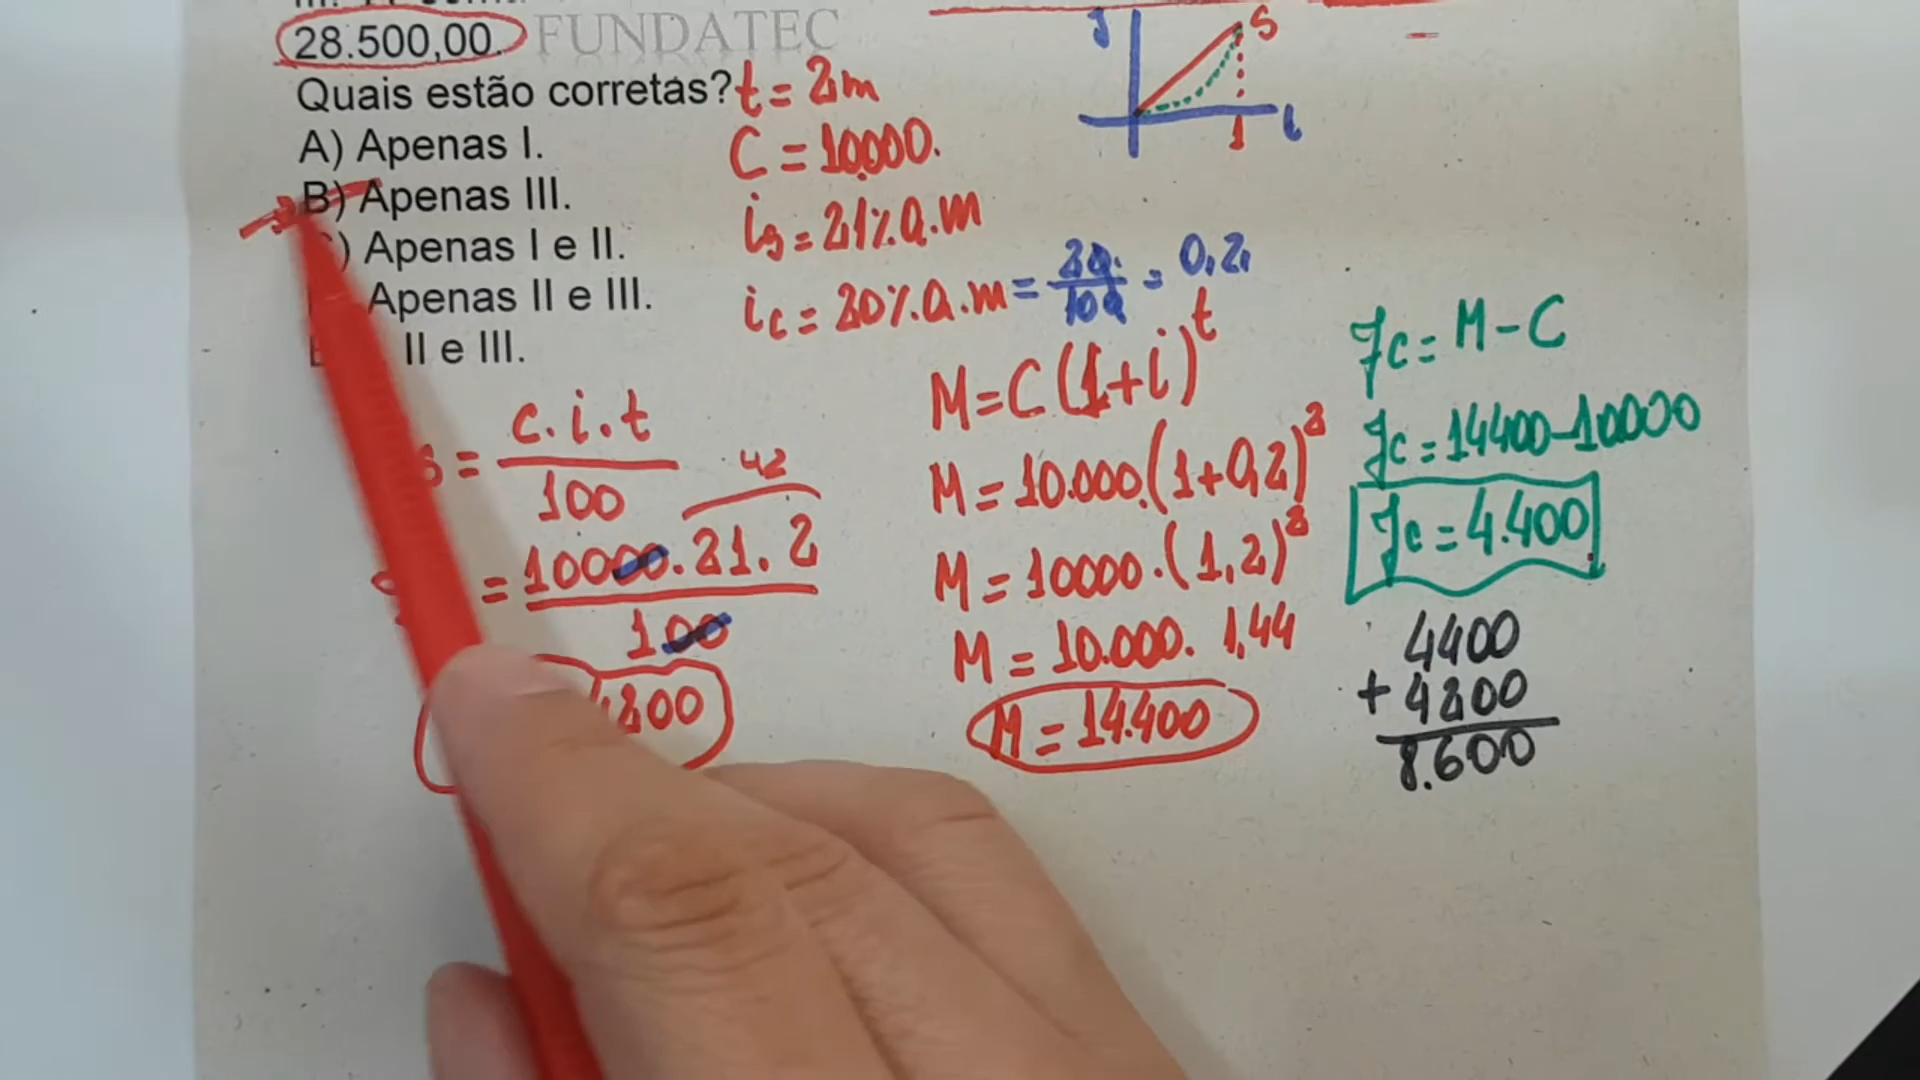 28.500,00. FUNDATEC
Quais estão corretas? t = 2m
A) Apenas I. C = 10000.
B) Apenas III. is = 21% a.m
) Apenas I e II.
Apenas II e III. ic = 20% a.m = 20/100 = 0,2
II e III.
J S
1 t
s = c.i.t / 100
42
= 10000.21.2 / 100
4200
M = C(1+i)^t
M = 10.000.(1+0,2)^2
M = 10000.(1,2)^2
M = 10.000. 1,44
M = 14.400
Jc = M - C
Jc = 14400-10000
Jc = 4.400
4400
+ 4200
8.600